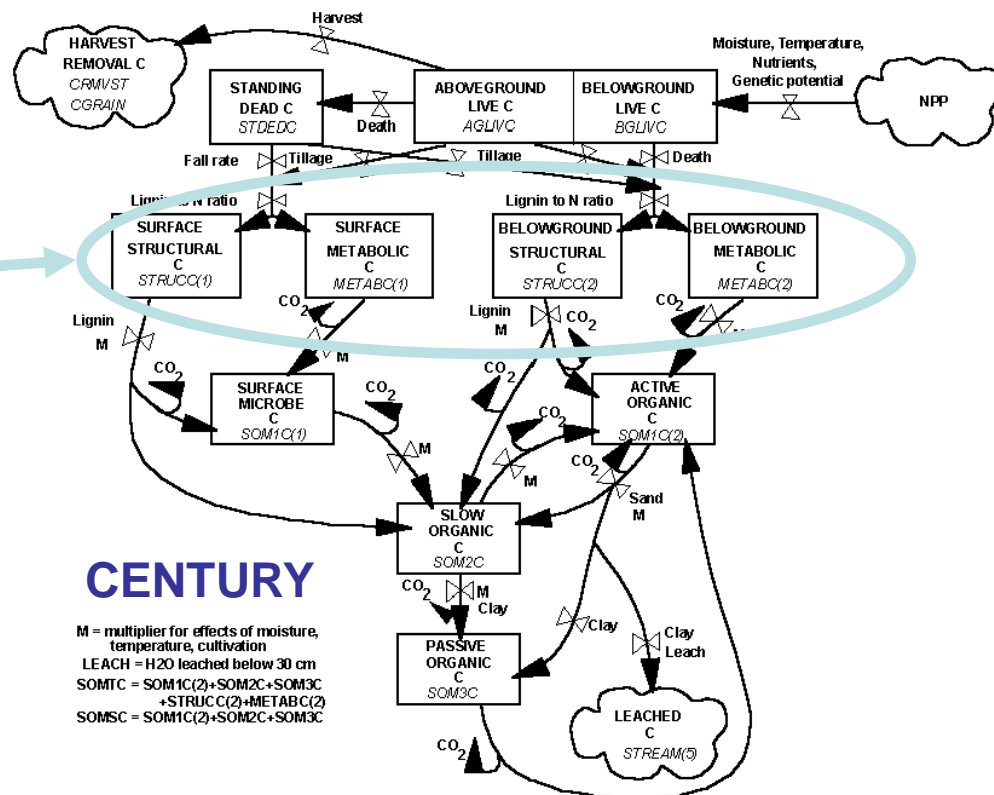 Harvest
HARVEST
REMOVAL C
CRMVST
CGRAIN
Moisture, Temperature,
Nutrients,
Genetic potential
STANDING
DEAD C
STDEDC
Death
ABOVEGROUND
LIVE C
AGLIVC
BELOWGROUND
LIVE C
BGLIVC
NPP
Fall rate
Tillage
Tillage
Death
Lignin to N ratio
Lignin to N ratio
SURFACE
STRUCTURAL
C
STRUCC(1)
SURFACE
METABOLIC
C
METABC(1)
BELOWGROUND
STRUCTURAL
C
STRUCC(2)
BELOWGROUND
METABOLIC
C
METABC(2)
Lignin
M
CO2
M
Lignin
M
CO2
CO2
CO2
SURFACE
MICROBE
C
SOM1C(1)
CO2
M
CO2
CO2
M
ACTIVE
ORGANIC
C
SOM1C(2)
CO2
Sand
M
SLOW
ORGANIC
C
SOM2C
CENTURY
CO2
M
Clay
Clay
Clay
Leach
M = multiplier for effects of moisture,
temperature, cultivation
LEACH = H2O leached below 30 cm
SOMTC = SOM1C(2)+SOM2C+SOM3C
+STRUCC(2)+METABC(2)
SOMSC = SOM1C(2)+SOM2C+SOM3C
PASSIVE
ORGANIC
C
SOM3C
CO2
LEACHED
C
STREAM(5)